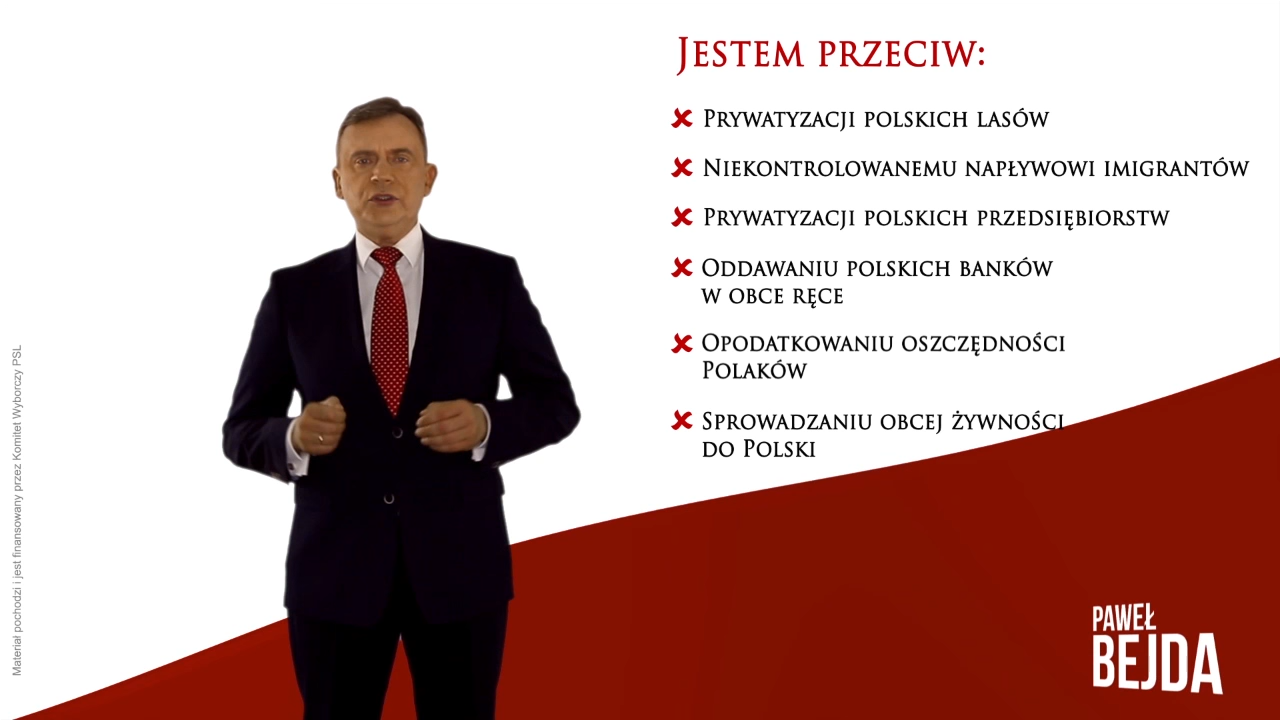 Jestem przeciw:
✘ Prywatyzacji polskich lasów
✘ Niekontrolowanemu napływowi imigrantów
✘ Prywatyzacji polskich przedsiębiorstw
✘ Oddawaniu polskich banków
w obce ręce
✘ Opodatkowaniu oszczędności
Polaków
✘ Sprowadzaniu obcej żywności
do Polski
PAWEŁ
BEJDA
Materiał pochodzi i jest finansowany przez Komitet Wyborczy PSL